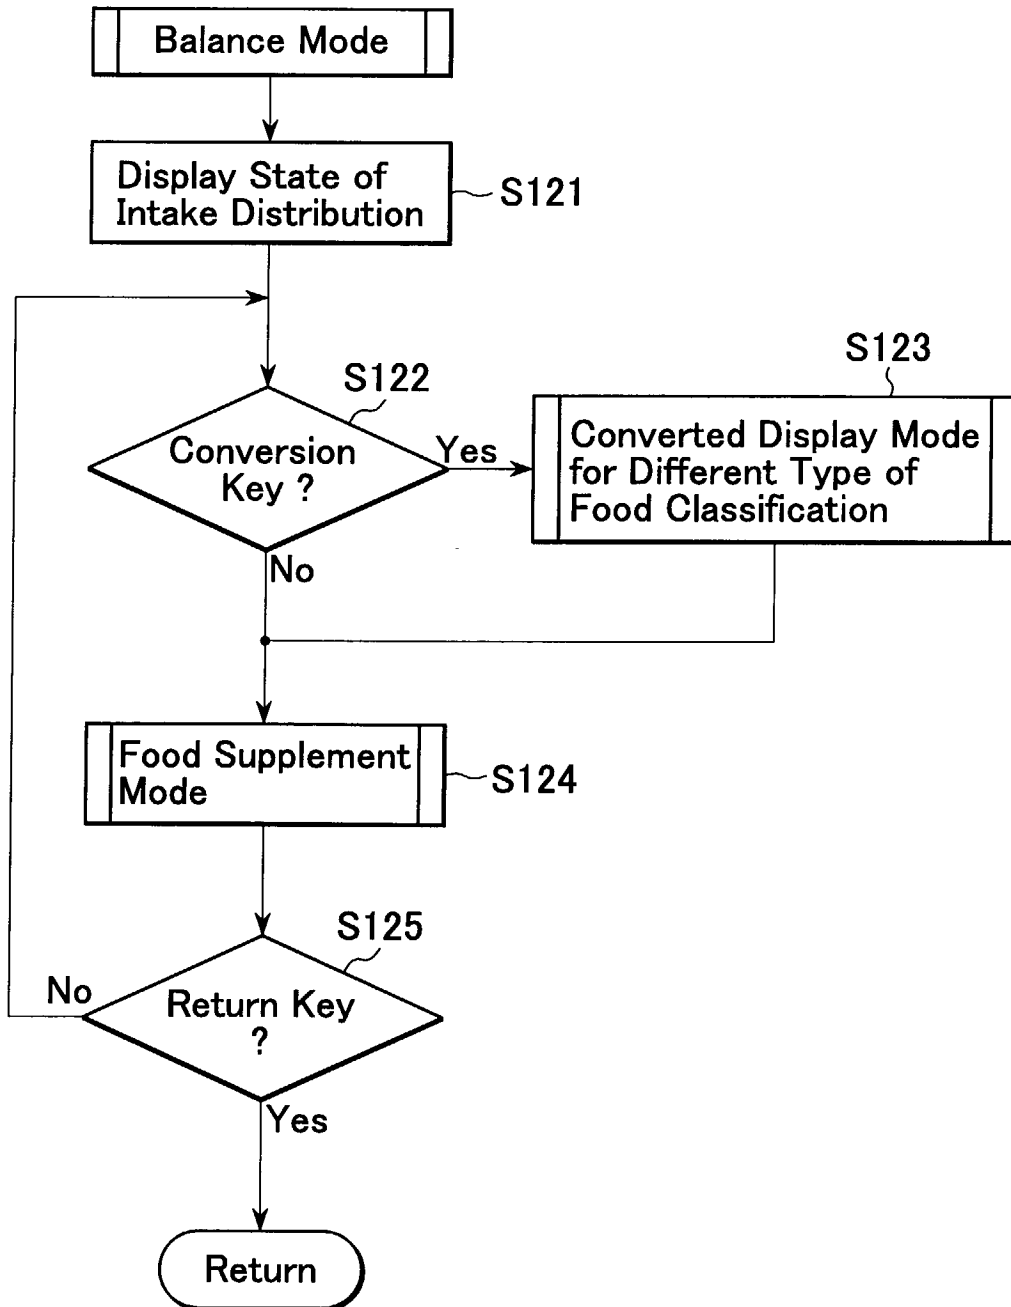 Balance Mode
Display State of
Intake Distribution
S121
S122
S123
Conversion
Key ?
Yes
Converted Display Mode
for Different Type of
Food Classification
No
Food Supplement
Mode
S124
S125
No
Return Key
?
Yes
Return